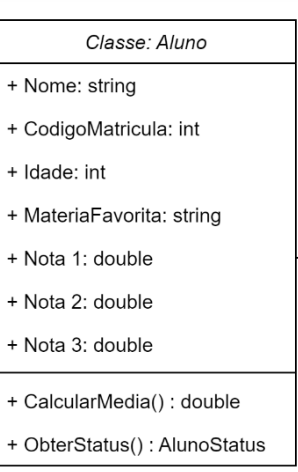 Classe: Aluno
+ Nome: string
+ CodigoMatricula: int
+ Idade: int
+ MateriaFavorita: string
+ Nota 1: double
+ Nota 2: double
+ Nota 3: double
+ CalcularMedia() : double
+ ObterStatus() : AlunoStatus